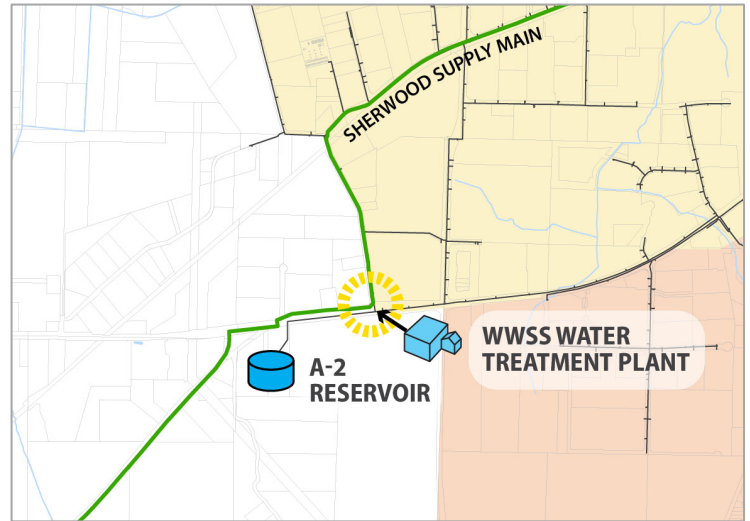 SHERWOOD SUPPLY MAIN
WWSS WATER
TREATMENT PLANT
A-2
RESERVOIR